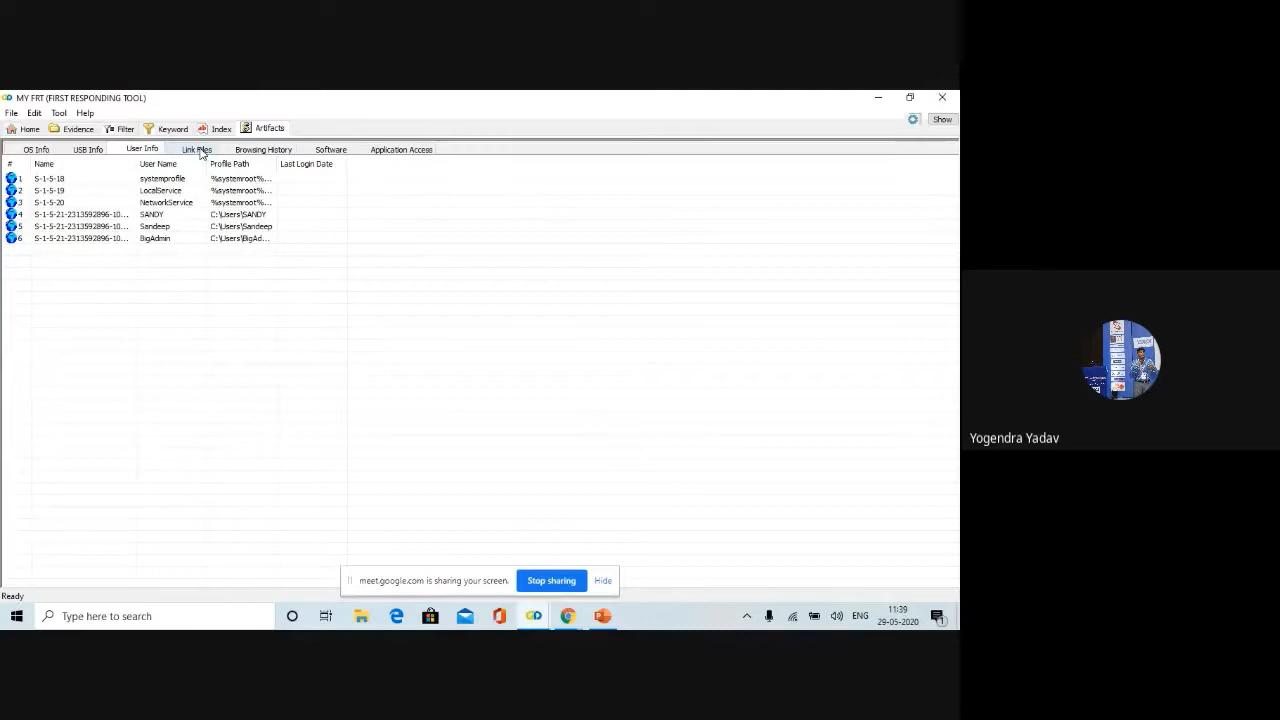 MY FRT (FIRST RESPONDING TOOL)
File Edit Tool Help
Home Evidence Filter Keyword Index Artifacts Show
OS Info USB Info User Info Link Files Browsing History Software Application Access
# Name User Name Profile Path Last Login Date
1 S-1-5-18 systemprofile %systemroot%...
2 S-1-5-19 LocalService %systemroot%...
3 S-1-5-20 NetworkService %systemroot%...
4 S-1-5-21-2313592896-10... SANDY C:\Users\SANDY
5 S-1-5-21-2313592896-10... Sandeep C:\Users\Sandeep
6 S-1-5-21-2313592896-10... BigAdmin C:\Users\BigAd...
Yogendra Yadav
meet.google.com is sharing your screen. Stop sharing Hide
Ready
Type here to search ENG 11:39
29-05-2020 1